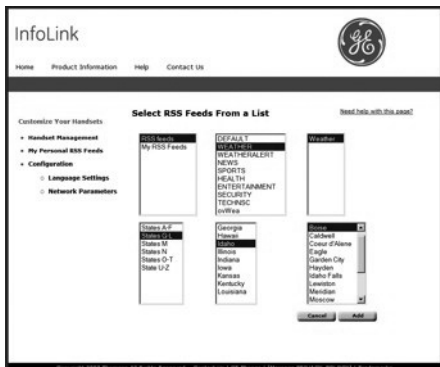 InfoLink
GE
Home Product Information Help Contact Us
Customize Your Handsets
Handset Management
My Personal RSS Feeds
Configuration
Language Settings
Network Parameters
Select RSS Feeds From a List
Need help with this page?
RSS feeds
My RSS Feeds
DEFAULT
WEATHER
WEATHERALERT
NEWS
SPORTS
HEALTH
ENTERTAINMENT
SECURITY
TECHNSC
ovWea
Weather
States A-F
States G-L
States M
States N
States O-T
State U-Z
Georgia
Hawaii
Idaho
Illinois
Indiana
Iowa
Kansas
Kentucky
Louisiana
Boise
Caldwell
Coeur d'Alene
Eagle
Garden City
Hayden
Idaho Falls
Lewiston
Meridian
Moscow
Cancel Add